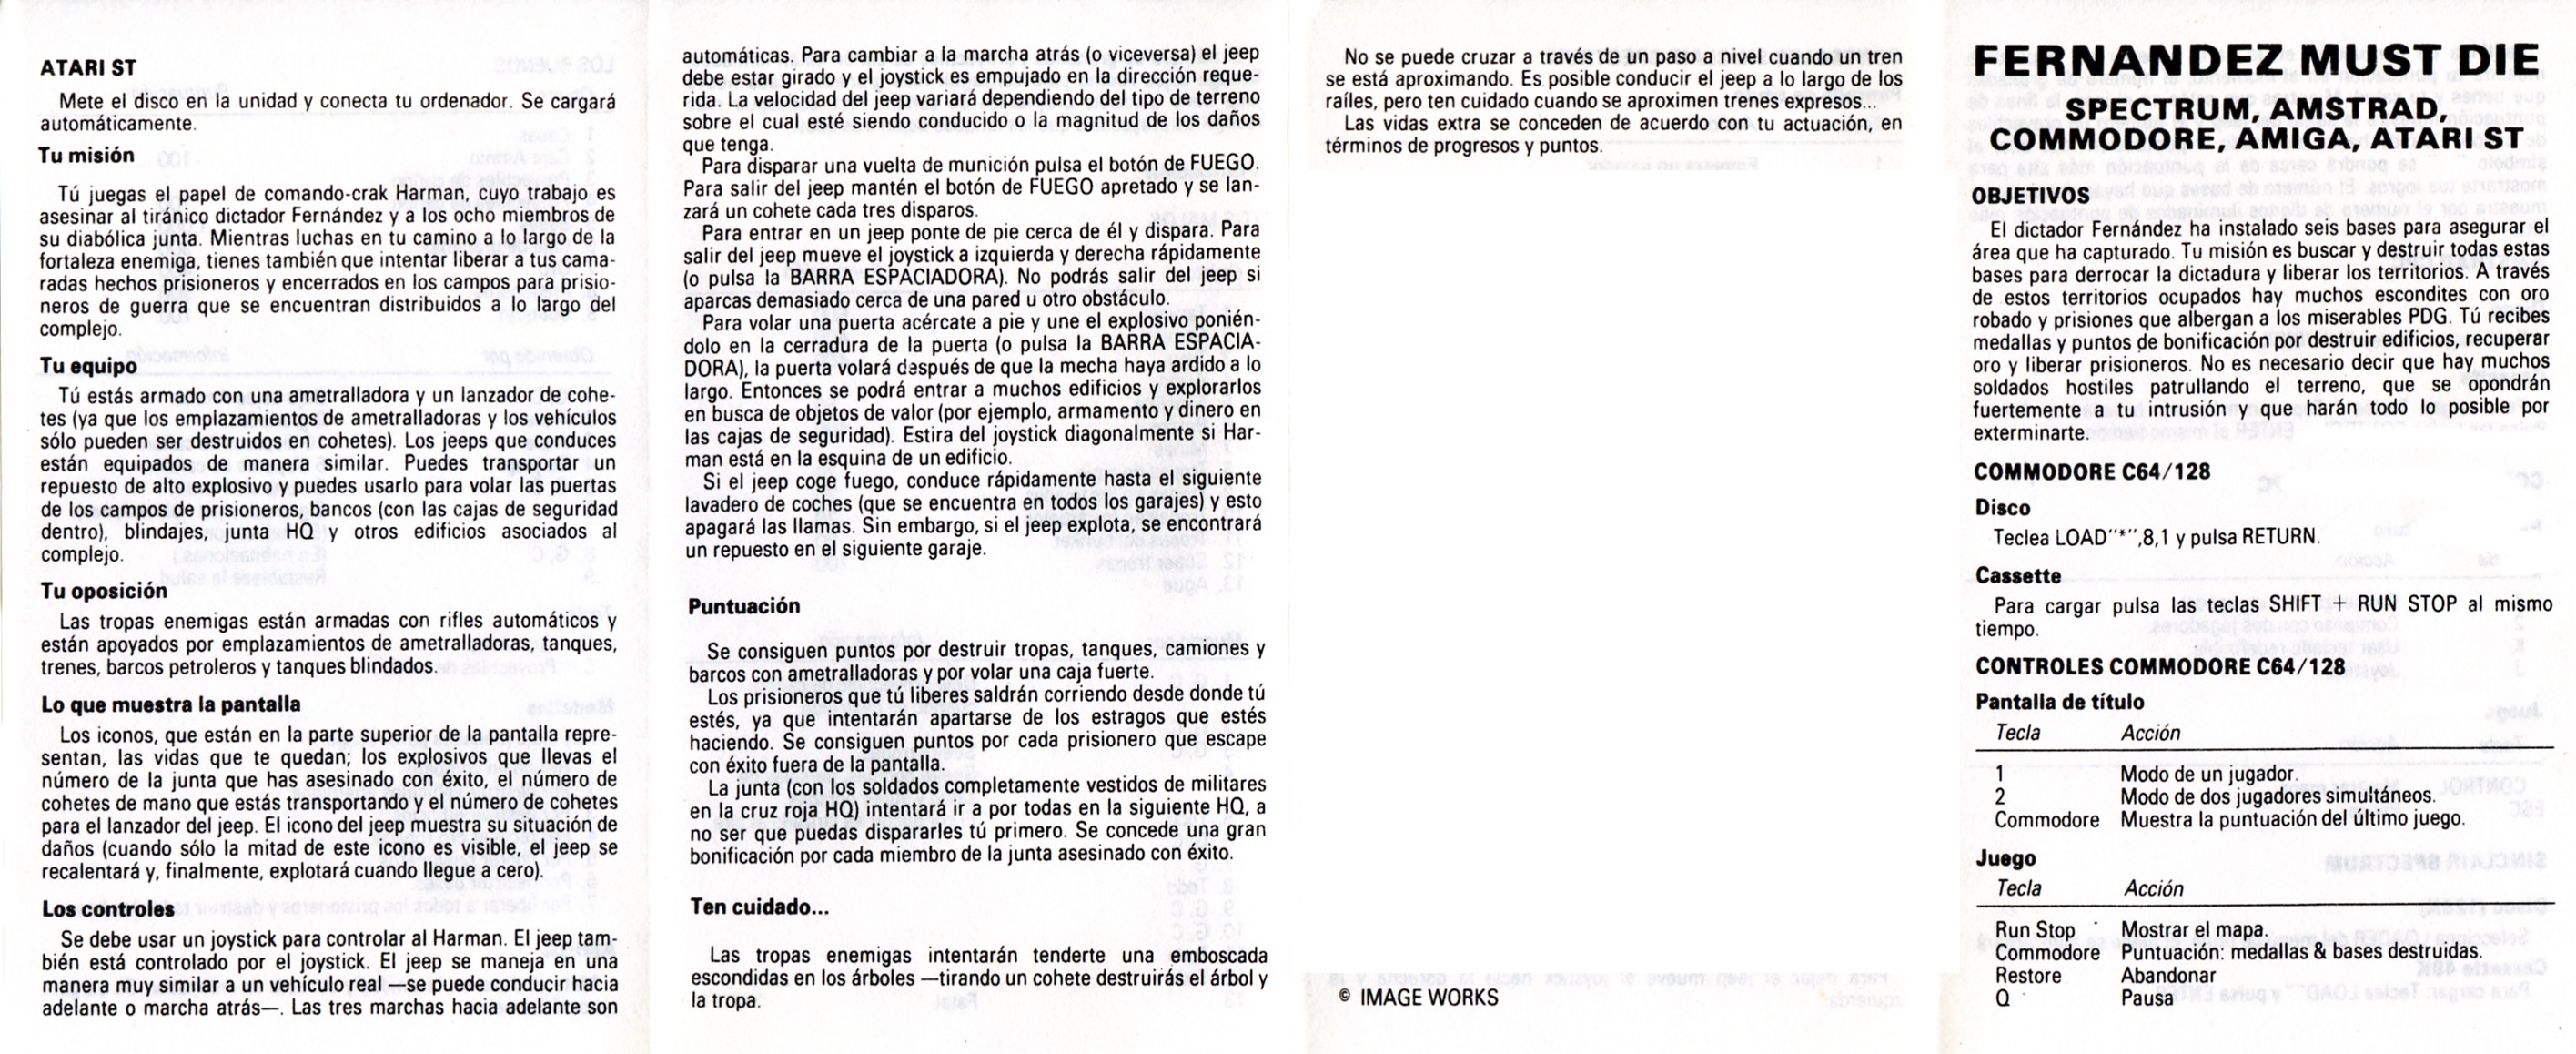 ATARI ST
Mete el disco en la unidad y conecta tu ordenador. Se cargará
automáticamente.
Tu misión
Tú juegas el papel de comando-crak Harman, cuyo trabajo es
asesinar al tiránico dictador Fernández y a los ocho miembros de
su diabólica junta. Mientras luchas en tu camino a lo largo de la
fortaleza enemiga, tienes también que intentar liberar a tus cama-
radas hechos prisioneros y encerrados en los campos para prisio-
neros de guerra que se encuentran distribuidos a lo largo del
complejo.
Tu equipo
Tú estás armado con una ametralladora y un lanzador de cohe-
tes (ya que los emplazamientos de ametralladoras y los vehículos
sólo pueden ser destruidos en cohetes). Los jeeps que conduces
están equipados de manera similar. Puedes transportar un
repuesto de alto explosivo y puedes usarlo para volar las puertas
de los campos de prisioneros, bancos (con las cajas de seguridad
dentro), blindajes, junta HQ y otros edificios asociados al
complejo.
Tu oposición
Las tropas enemigas están armadas con rifles automáticos y
están apoyados por emplazamientos de ametralladoras, tanques,
trenes, barcos petroleros y tanques blindados.
Lo que muestra la pantalla
Los iconos, que están en la parte superior de la pantalla repre-
sentan, las vidas que te quedan; los explosivos que llevas el
número de la junta que has asesinado con éxito, el número de
cohetes de mano que estás transportando y el número de cohetes
para el lanzador del jeep. El icono del jeep muestra su situación de
daños (cuando sólo la mitad de este icono es visible, el jeep se
recalentará y, finalmente, explotará cuando llegue a cero).
Los controles
Se debe usar un joystick para controlar al Harman. El jeep tam-
bién está controlado por el joystick. El jeep se maneja en una
manera muy similar a un vehículo real —se puede conducir hacia
adelante o marcha atrás—. Las tres marchas hacia adelante son
automáticas. Para cambiar a la marcha atrás (o viceversa) el jeep
debe estar girado y el joystick es empujado en la dirección reque-
rida. La velocidad del jeep variará dependiendo del tipo de terreno
sobre el cual esté siendo conducido o la magnitud de los daños
que tenga.
Para disparar una vuelta de munición pulsa el botón de FUEGO.
Para salir del jeep mantén el botón de FUEGO apretado y se lan-
zará un cohete cada tres disparos.
Para entrar en un jeep ponte de pie cerca de él y dispara. Para
salir del jeep mueve el joystick a izquierda y derecha rápidamente
(o pulsa la BARRA ESPACIADORA). No podrás salir del jeep si
aparcas demasiado cerca de una pared u otro obstáculo.
Para volar una puerta acércate a pie y une el explosivo ponién-
dolo en la cerradura de la puerta (o pulsa la BARRA ESPACIA-
DORA), la puerta volará después de que la mecha haya ardido a lo
largo. Entonces se podrá entrar a muchos edificios y explorarlos
en busca de objetos de valor (por ejemplo, armamento y dinero en
las cajas de seguridad). Estira del joystick diagonalmente si Har-
man está en la esquina de un edificio.
Si el jeep coge fuego, conduce rápidamente hasta el siguiente
lavadero de coches (que se encuentra en todos los garajes) y esto
apagará las llamas. Sin embargo, si el jeep explota, se encontrará
un repuesto en el siguiente garaje.
Puntuación
Se consiguen puntos por destruir tropas, tanques, camiones y
barcos con ametralladoras y por volar una caja fuerte.
Los prisioneros que tú liberes saldrán corriendo desde donde tú
estés, ya que intentarán apartarse de los estragos que estés
haciendo. Se consiguen puntos por cada prisionero que escape
con éxito fuera de la pantalla.
La junta (con los soldados completamente vestidos de militares
en la cruz roja HQ) intentará ir a por todas en la siguiente HQ, a
no ser que puedas dispararles tú primero. Se concede una gran
bonificación por cada miembro de la junta asesinado con éxito.
Ten cuidado...
Las tropas enemigas intentarán tenderte una emboscada
escondidas en los árboles —tirando un cohete destruirás el árbol y
la tropa.
No se puede cruzar a través de un paso a nivel cuando un tren
se está aproximando. Es posible conducir el jeep a lo largo de los
raíles, pero ten cuidado cuando se aproximen trenes expresos...
Las vidas extra se conceden de acuerdo con tu actuación, en
términos de progresos y puntos.
© IMAGE WORKS
FERNANDEZ MUST DIE
SPECTRUM, AMSTRAD,
COMMODORE, AMIGA, ATARI ST
OBJETIVOS
El dictador Fernández ha instalado seis bases para asegurar el
área que ha capturado. Tu misión es buscar y destruir todas estas
bases para derrocar la dictadura y liberar los territorios. A través
de estos territorios ocupados hay muchos escondites con oro
robado y prisiones que albergan a los miserables PDG. Tú recibes
medallas y puntos de bonificación por destruir edificios, recuperar
oro y liberar prisioneros. No es necesario decir que hay muchos
soldados hostiles patrullando el terreno, que se opondrán
fuertemente a tu intrusión y que harán todo lo posible por
exterminarte.
COMMODORE C64/128
Disco
Teclea LOAD"*",8,1 y pulsa RETURN.
Cassette
Para cargar pulsa las teclas SHIFT + RUN STOP al mismo
tiempo.
CONTROLES COMMODORE C64/128
Pantalla de título
Tecla Acción
1 Modo de un jugador.
2 Modo de dos jugadores simultáneos.
Commodore Muestra la puntuación del último juego.
Juego
Tecla Acción
Run Stop Mostrar el mapa.
Commodore Puntuación: medallas & bases destruidas.
Restore Abandonar
Q Pausa